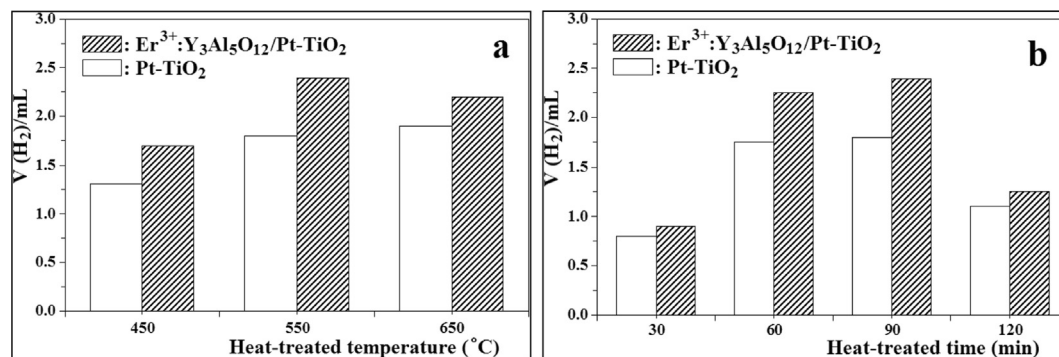 a
: Er³⁺:Y₃Al₅O₁₂/Pt-TiO₂
: Pt-TiO₂
V (H₂)/mL
3.0
2.5
2.0
1.5
1.0
0.5
0.0
450 550 650
Heat-treated temperature (°C)
b
: Er³⁺:Y₃Al₅O₁₂/Pt-TiO₂
: Pt-TiO₂
V (H₂)/mL
3.0
2.5
2.0
1.5
1.0
0.5
0.0
30 60 90 120
Heat-treated time (min)